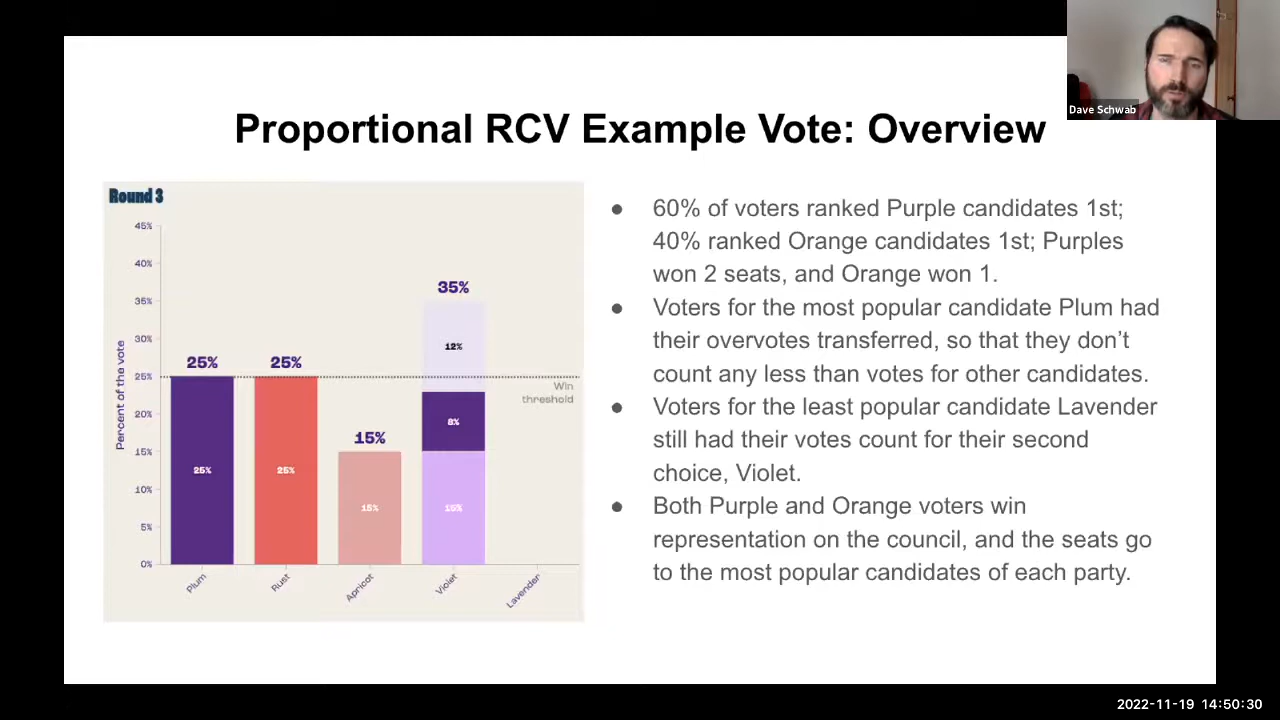 Dave Schwab
Proportional RCV Example Vote: Overview
Round 3
45%
40%
35%
30%
25%
20%
15%
10%
5%
0%
Percent of the vote
25%
25%
15%
35%
12%
8%
25%
25%
15%
15%
Win
threshold
Plum
Rust
Apricot
Violet
Lavender
● 60% of voters ranked Purple candidates 1st;
40% ranked Orange candidates 1st; Purples
won 2 seats, and Orange won 1.
● Voters for the most popular candidate Plum had
their overvotes transferred, so that they don’t
count any less than votes for other candidates.
● Voters for the least popular candidate Lavender
still had their votes count for their second
choice, Violet.
● Both Purple and Orange voters win
representation on the council, and the seats go
to the most popular candidates of each party.
2022-11-19 14:50:30